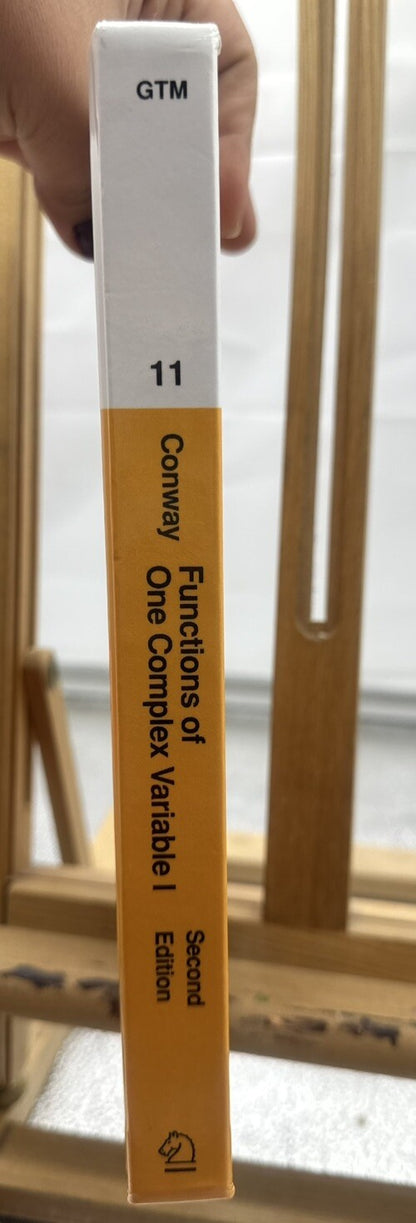 GTM
11
Conway
Functions of
One Complex Variable I
Second
Edition